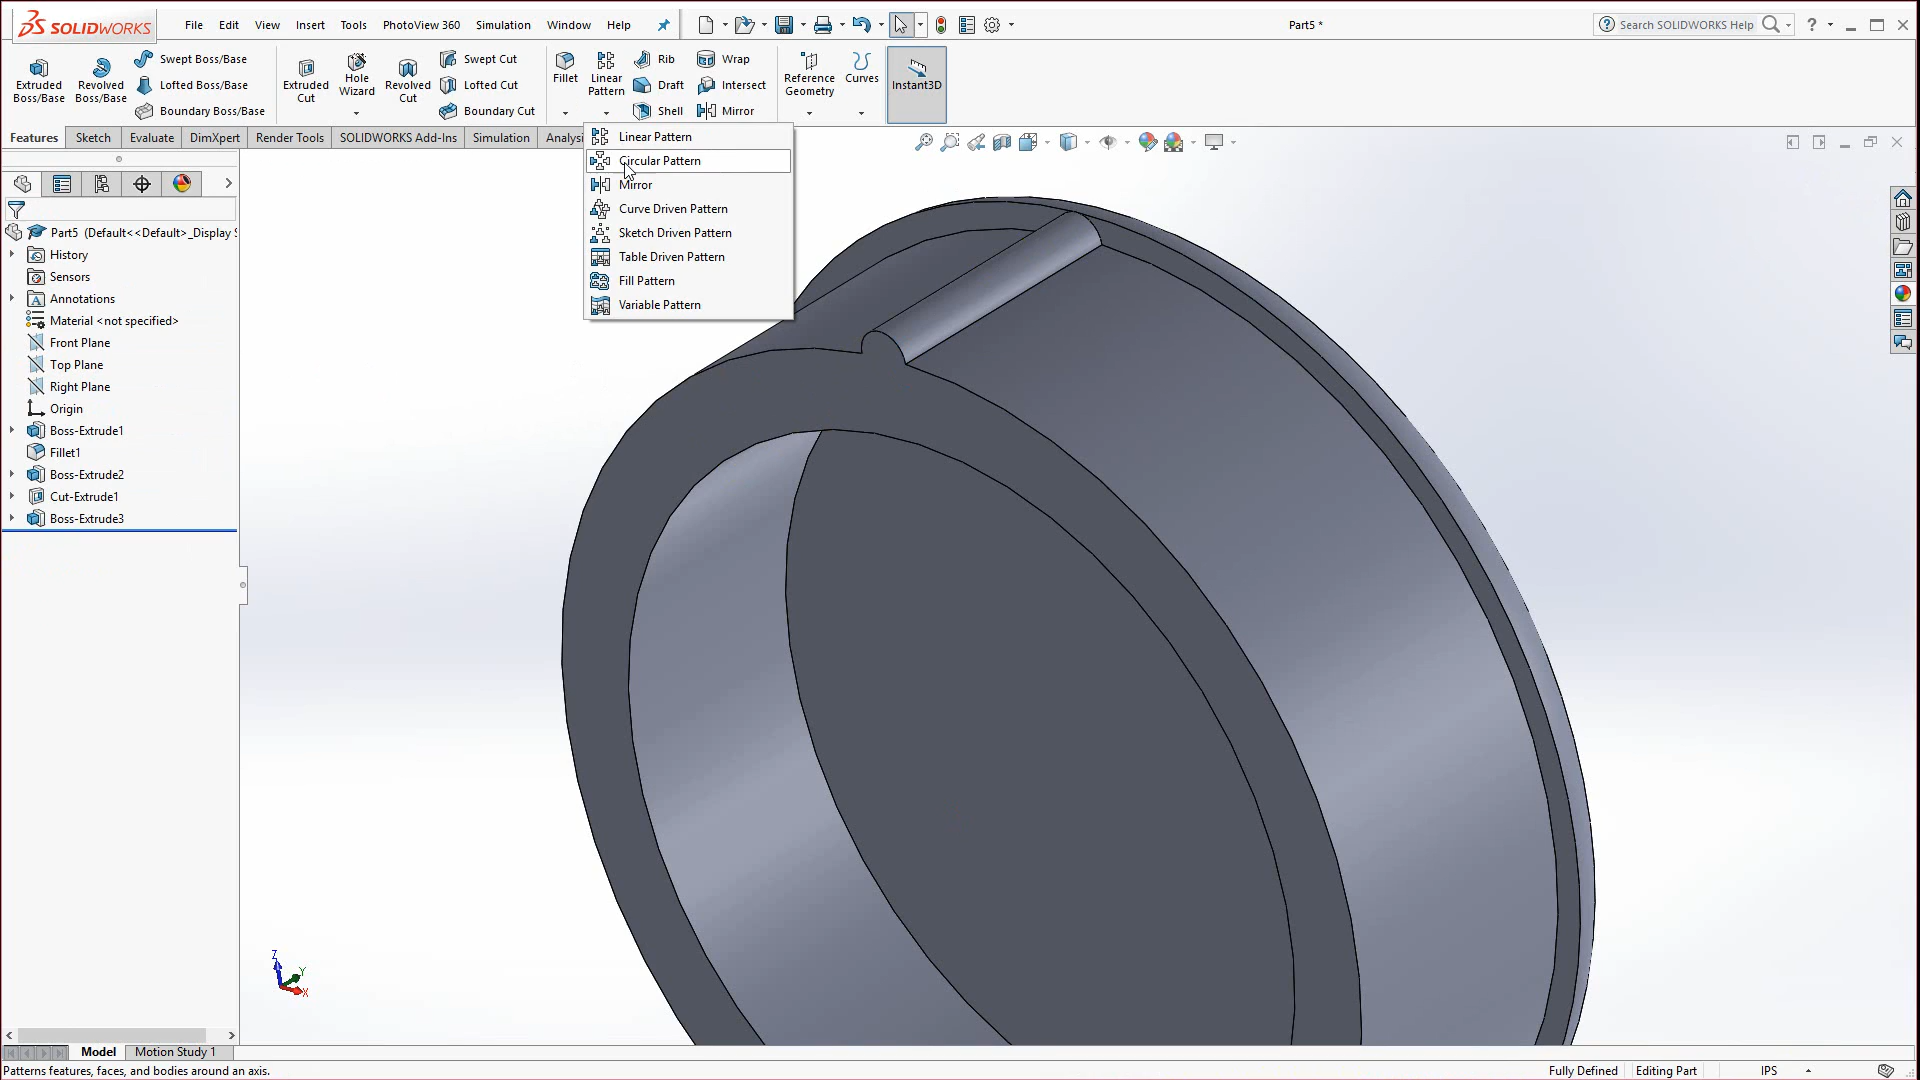 SOLIDWORKS File Edit View Insert Tools PhotoView 360 Simulation Window Help Part5 * Search SOLIDWORKS Help ?
Extruded Boss/Base
Revolved Boss/Base
Swept Boss/Base
Lofted Boss/Base
Boundary Boss/Base
Extruded Cut
Hole Wizard
Revolved Cut
Swept Cut
Lofted Cut
Boundary Cut
Fillet
Linear Pattern
Rib
Draft
Shell
Wrap
Intersect
Mirror
Reference Geometry
Curves
Instant3D
Features Sketch Evaluate DimXpert Render Tools SOLIDWORKS Add-Ins Simulation Analysi
Linear Pattern
Circular Pattern
Mirror
Curve Driven Pattern
Sketch Driven Pattern
Table Driven Pattern
Fill Pattern
Variable Pattern
Part5 (Default<<Default>_Display S
History
Sensors
Annotations
Material <not specified>
Front Plane
Top Plane
Right Plane
Origin
Boss-Extrude1
Fillet1
Boss-Extrude2
Cut-Extrude1
Boss-Extrude3
Z
Y
X
Model Motion Study 1
Patterns features, faces, and bodies around an axis. Fully Defined Editing Part IPS